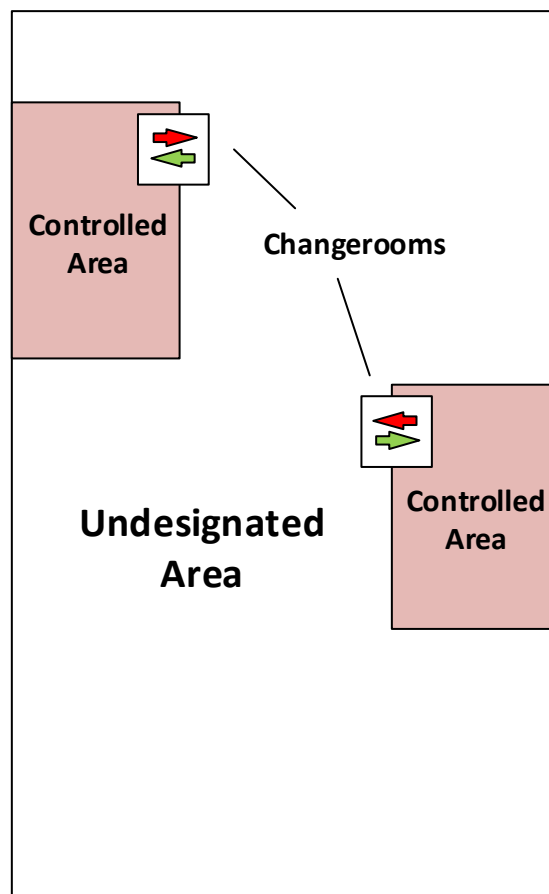 Controlled
Area
Changerooms
Controlled
Area
Undesignated
Area